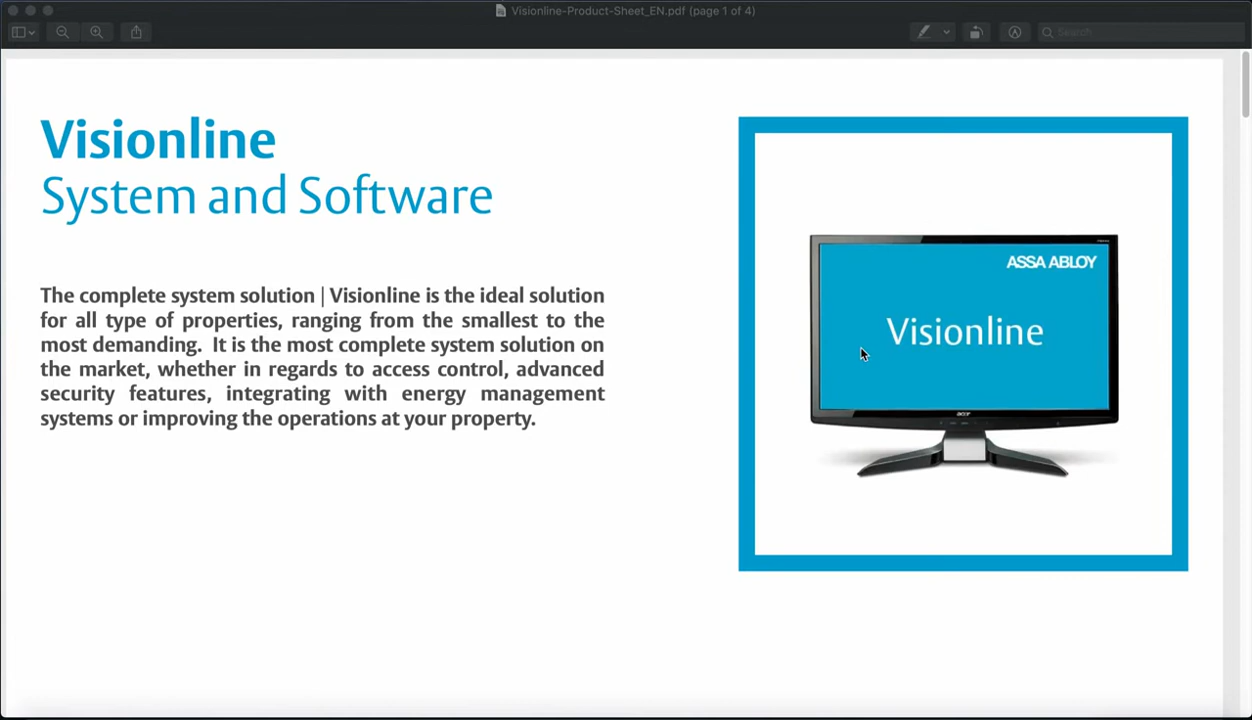 Visionline-Product-Sheet_EN.pdf (page 1 of 4)
Search
Visionline
System and Software
The complete system solution | Visionline is the ideal solution
for all type of properties, ranging from the smallest to the
most demanding. It is the most complete system solution on
the market, whether in regards to access control, advanced
security features, integrating with energy management
systems or improving the operations at your property.
ASSA ABLOY
Visionline
acer